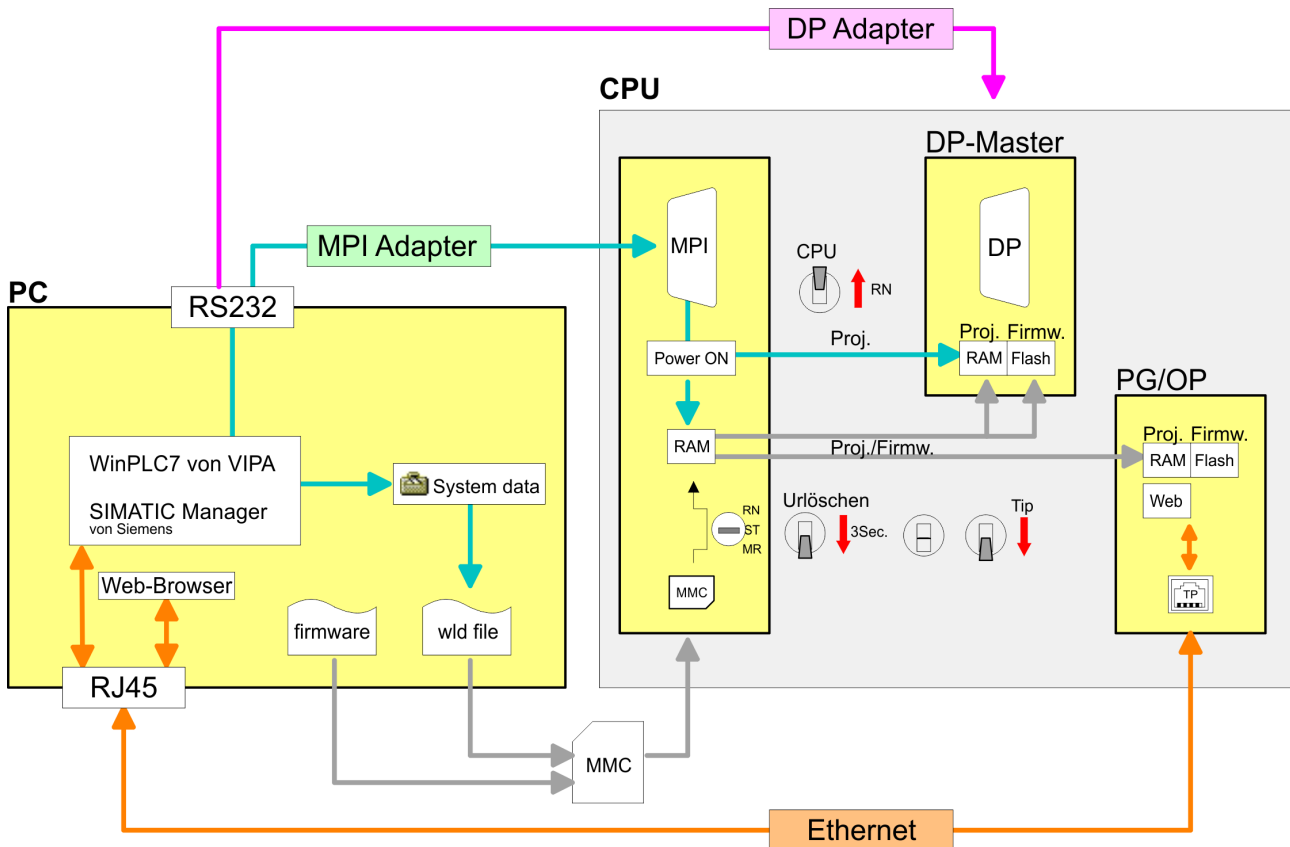 DP Adapter
CPU
DP-Master
MPI
DP
CPU
RN
MPI Adapter
PC
RS232
Proj.
Proj. Firmw.
Power ON
RAM
Flash
PG/OP
WinPLC7 von VIPA
SIMATIC Manager
von Siemens
System data
RAM
Proj./Firmw.
Proj. Firmw.
RAM
Flash
Web
RN
ST
MR
Urlöschen
3Sec.
Tip
Web-Browser
firmware
wld file
MMC
TP
RJ45
MMC
Ethernet